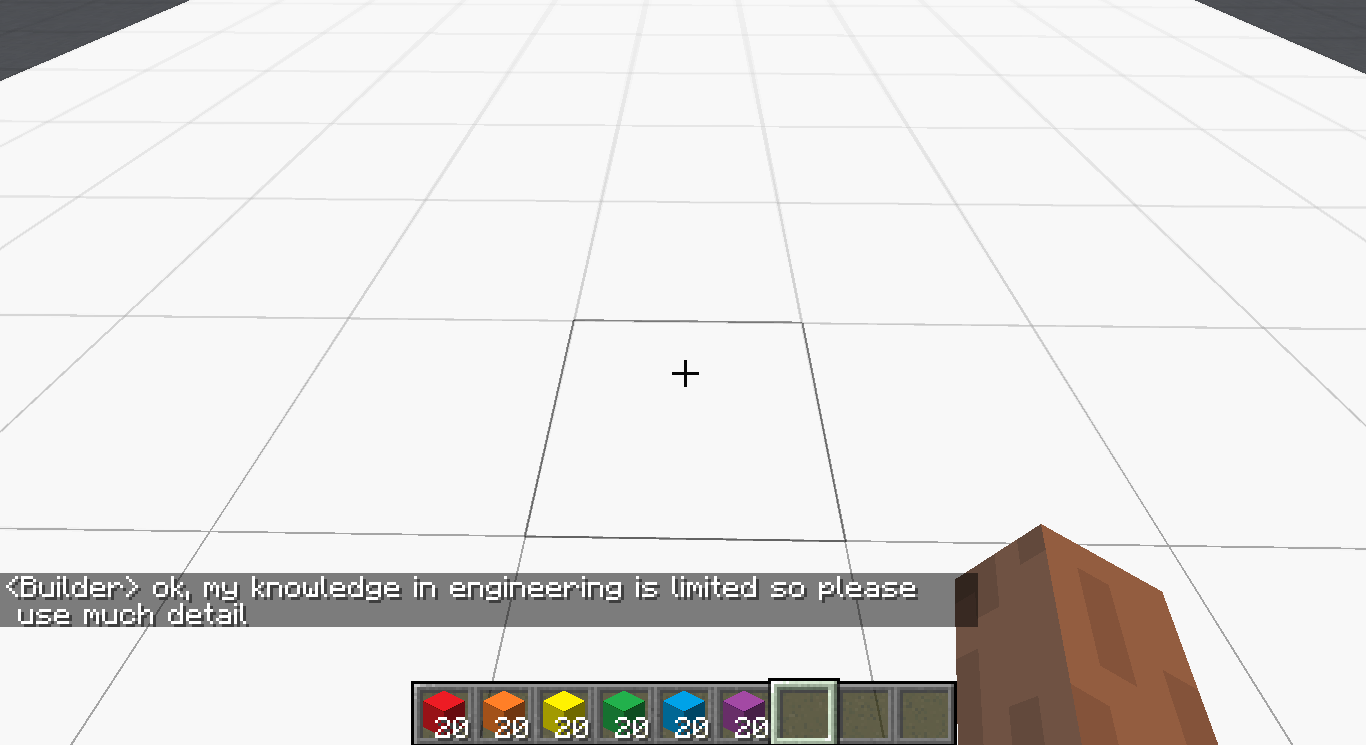 <Builder> ok, my knowledge in engineering is limited so please
use much detail
20 20 20 20 20 20